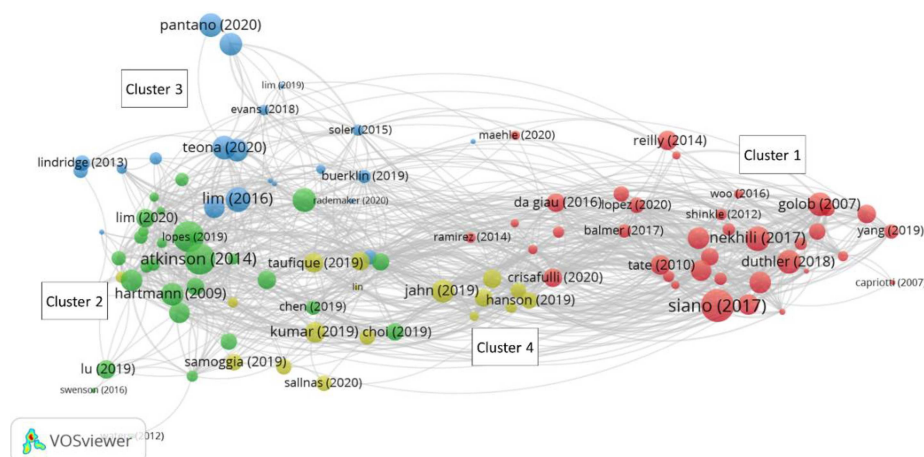 pantano (2020)
Cluster 3
lim (2019)
evans (2018)
soler (2015)
maehle (2020)
reilly (2014)
Cluster 1
teona (2020)
lindridge (2013)
buerklin (2019)
woo (2016)
lim (2016)
rademaker (2020)
da giau (2016)
lopez (2020)
golob (2007)
lim (2020)
shinkle (2012)
lopes (2019)
ramirez (2014)
balmer (2017)
nekhili (2017)
yang (2019)
atkinson (2014)
taufique (2019)
tate (2010)
duthler (2018)
crisafulli (2020)
capriotti (2007)
Cluster 2
hartmann (2009)
lin
jahn (2019)
hanson (2019)
siano (2017)
chen (2019)
kumar (2019)
choi (2019)
Cluster 4
lu (2019)
samoggia (2019)
sallnas (2020)
swenson (2016)
VOSviewer
2012)